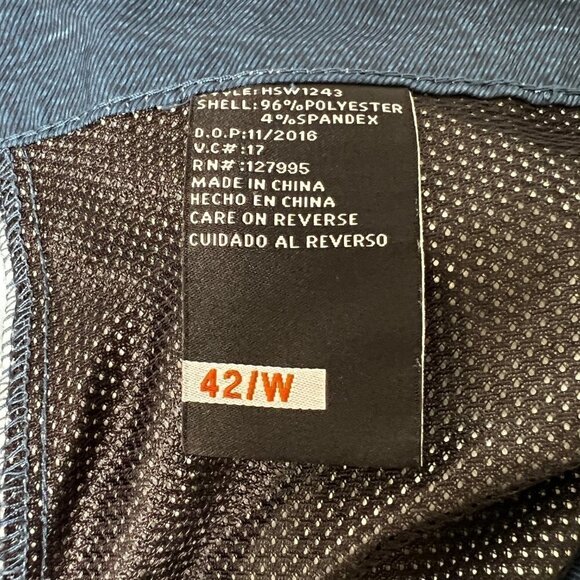 STYLE: HSW1243
SHELL: 96%POLYESTER
4%SPANDEX
D.O.P:11/2016
V.C#:17
RN#:127995
MADE IN CHINA
HECHO EN CHINA
CARE ON REVERSE
CUIDADO AL REVERSO
42/W